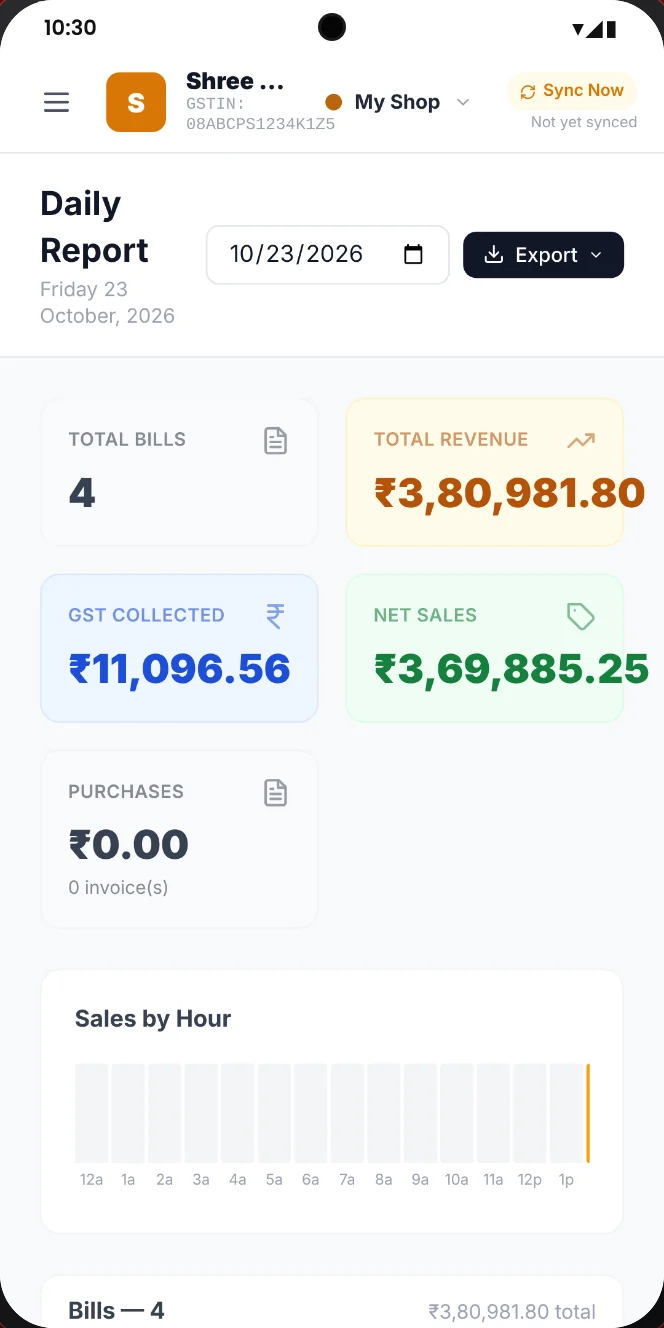 10:30
S
Shree ...
GSTIN:
08ABCPS1234K1Z5
My Shop
Sync Now
Not yet synced
Daily
Report
Friday 23
October, 2026
10/23/2026
Export
TOTAL BILLS
4
TOTAL REVENUE
₹3,80,981.80
GST COLLECTED
₹
₹11,096.56
NET SALES
₹3,69,885.25
PURCHASES
₹0.00
0 invoice(s)
Sales by Hour
12a 1a 2a 3a 4a 5a 6a 7a 8a 9a 10a 11a 12p 1p
Bills — 4
₹3,80,981.80 total